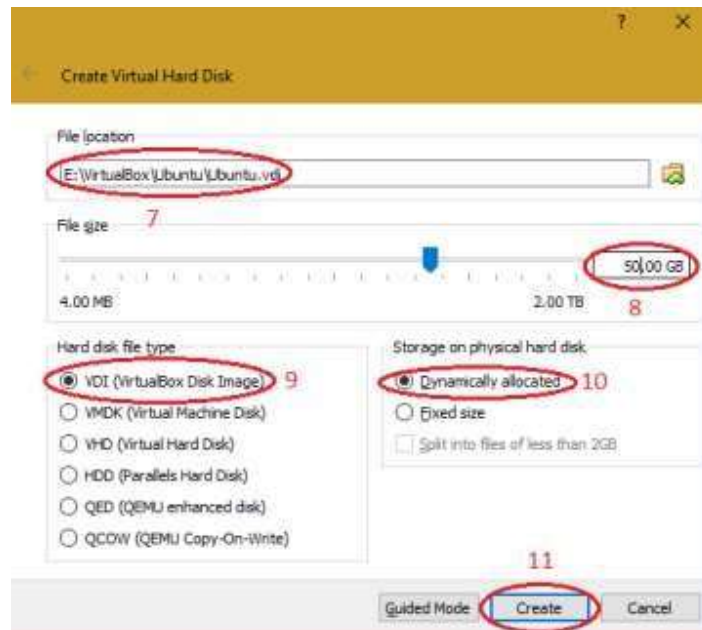 ? ×
Create Virtual Hard Disk
File location
E:\VirtualBox\Ubuntu\Ubuntu.vdi
7
File size
50.00 GB
4.00 MB 2.00 TB
8
Hard disk file type Storage on physical hard disk
VDI (VirtualBox Disk Image) 9 Dynamically allocated 10
VMDK (Virtual Machine Disk) Fixed size
VHD (Virtual Hard Disk) Split into files of less than 2GB
HDD (Parallels Hard Disk)
QED (QEMU enhanced disk)
QCOW (QEMU Copy-On-Write)
11
Guided Mode Create Cancel